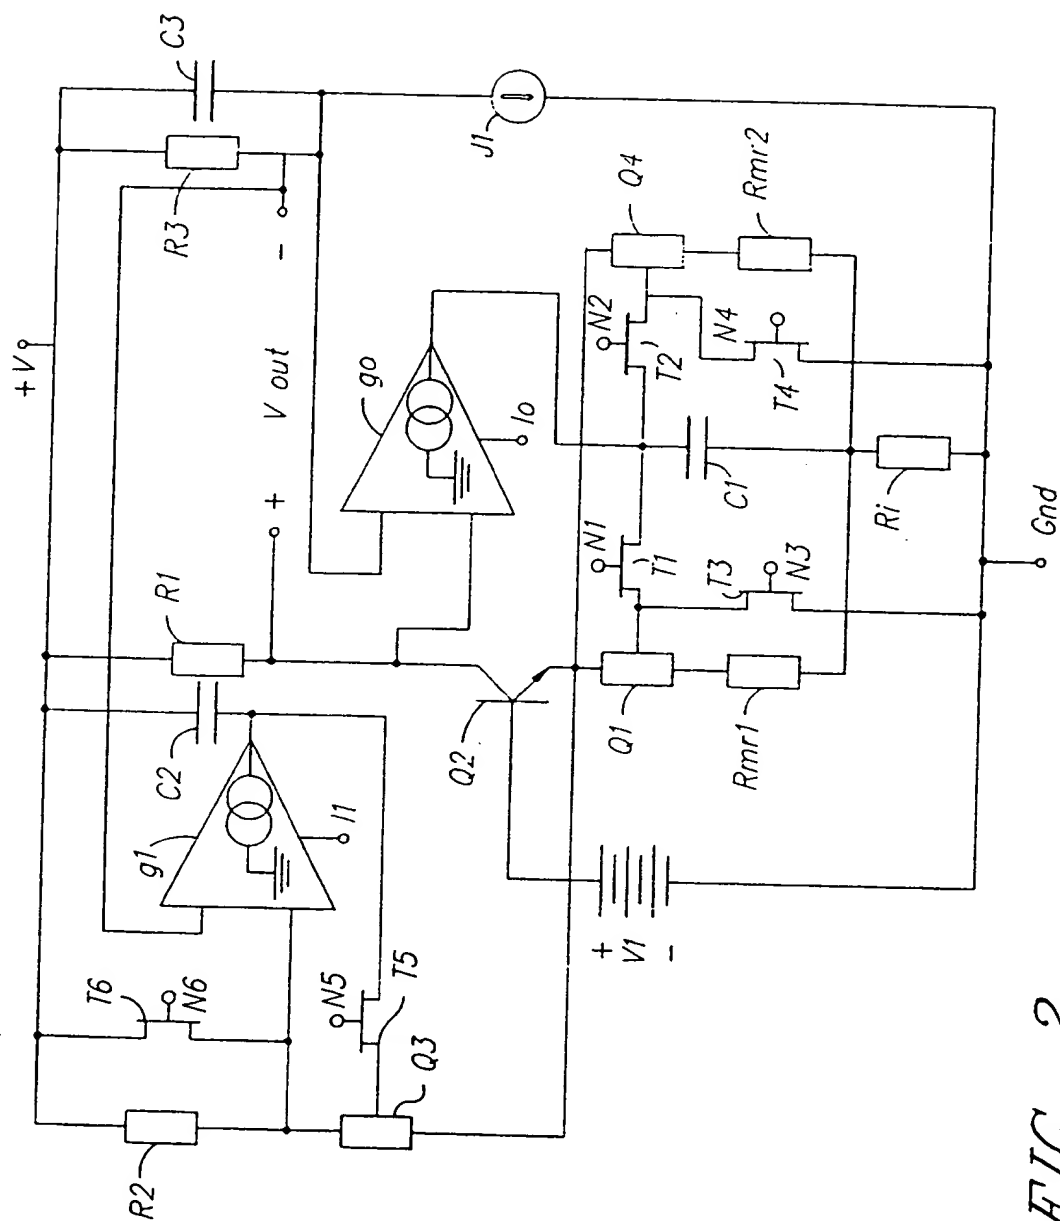 +V
C3
R3
-
V out
+
R1
C2
g1
I1
T6
N6
R2
N5
T5
Q3
go
Io
J1
Q2
N1
T1
N2
T2
Q4
Q1
T3
N3
N4
T4
C1
Rmr1
Rmr2
Ri
+
V1
-
Gnd
FIG. 2